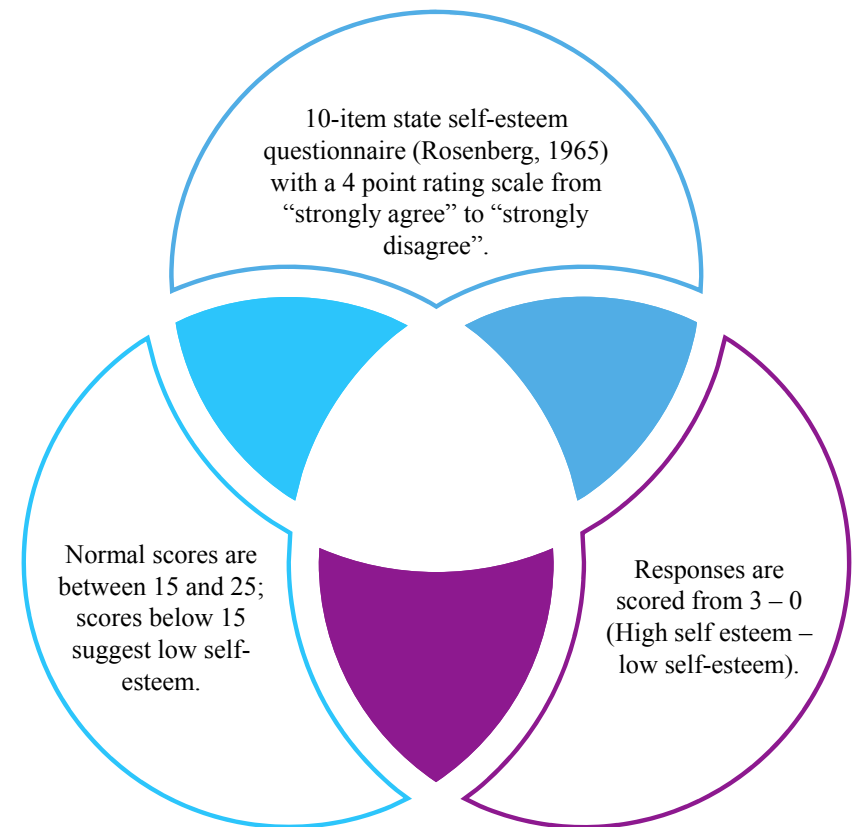 10-item state self-esteem
questionnaire (Rosenberg, 1965)
with a 4 point rating scale from
“strongly agree” to “strongly
disagree”.
Normal scores are
between 15 and 25;
scores below 15
suggest low self-
esteem.
Responses are
scored from 3 – 0
(High self esteem –
low self-esteem).